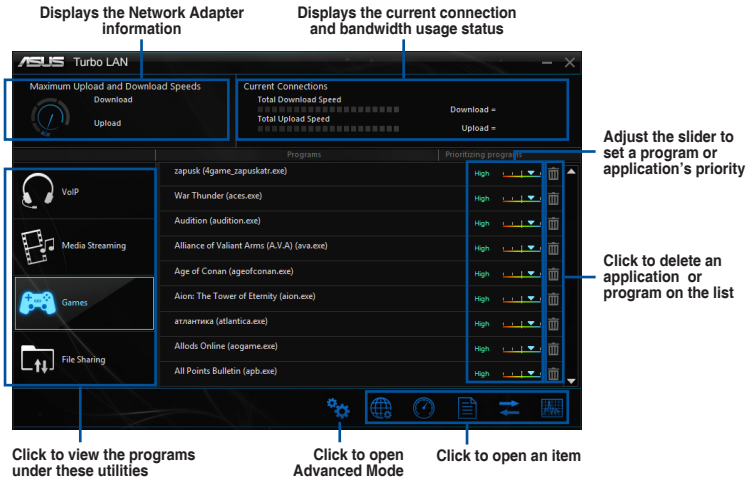 Displays the Network Adapter
information
Displays the current connection
and bandwidth usage status
ASUS Turbo LAN
Maximum Upload and Download Speeds
Download
Upload
Current Connections
Total Download Speed
Total Upload Speed
Download =
Upload =
Programs
Prioritizing programs
VoIP
Media Streaming
Games
File Sharing
zapusk (4game_zapuskatr.exe)
High
War Thunder (aces.exe)
High
Audition (audition.exe)
High
Alliance of Valiant Arms (A.V.A) (ava.exe)
High
Age of Conan (ageofconan.exe)
High
Aion: The Tower of Eternity (aion.exe)
High
атлантика (atlantica.exe)
High
Allods Online (aogame.exe)
High
All Points Bulletin (apb.exe)
High
Adjust the slider to
set a program or
application's priority
Click to delete an
application or
program on the list
Click to view the programs
under these utilities
Click to open
Advanced Mode
Click to open an item